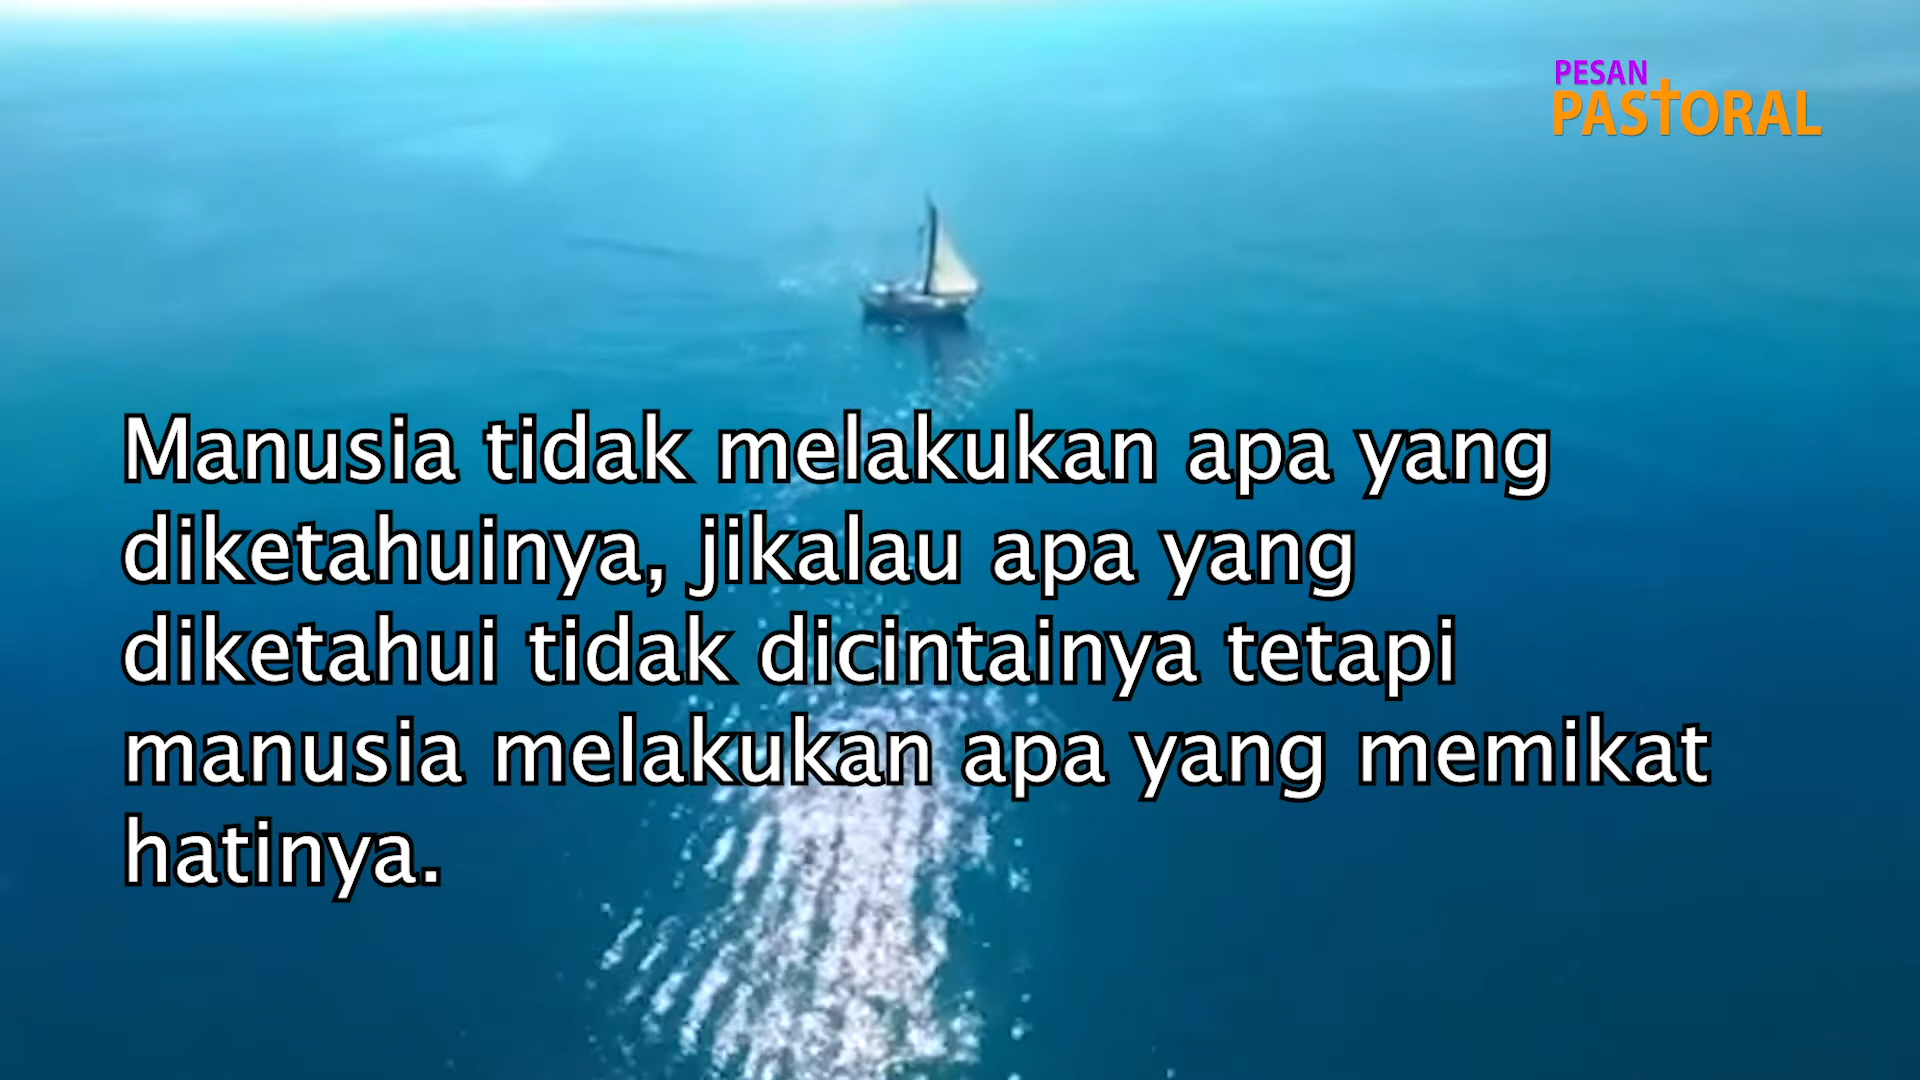 PESAN
PASTORAL
Manusia tidak melakukan apa yang
diketahuinya, jikalau apa yang
diketahui tidak dicintainya tetapi
manusia melakukan apa yang memikat
hatinya.